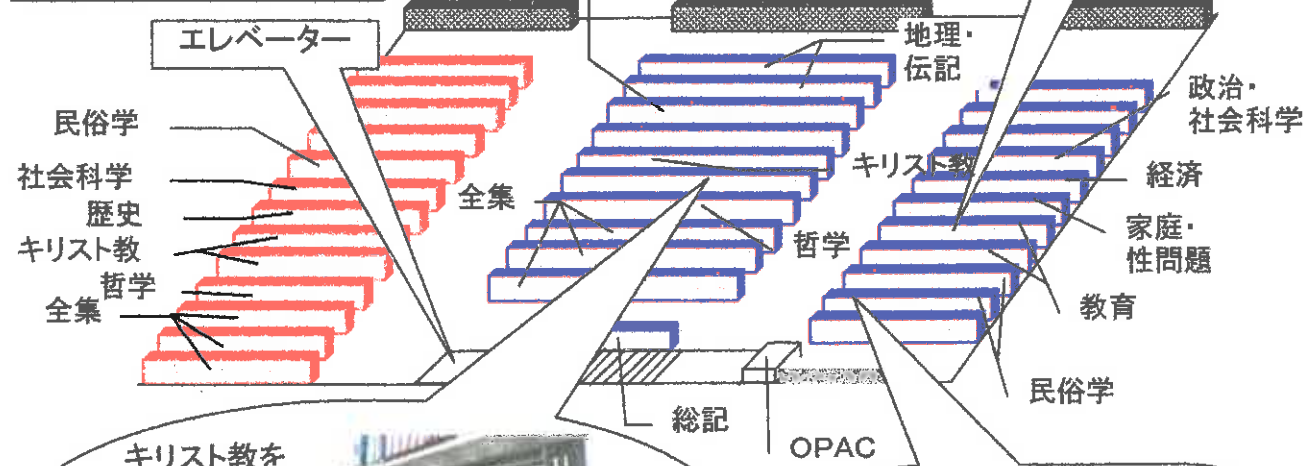 エレベーター
地理・
伝記
政治・
社会科学
民俗学
社会科学
歴史
キリスト教
哲学
全集
全集
キリスト教
哲学
経済
家庭・
性問題
教育
民俗学
総記
OPAC
キリスト教を